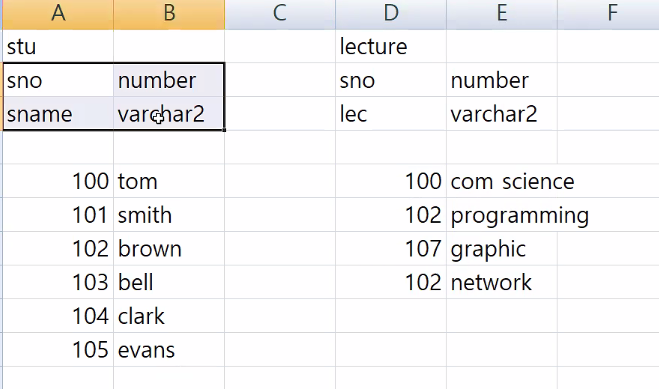 A B C D E F
stu lecture
sno number sno number
sname varchar2 lec varchar2
100 tom 100 com science
101 smith 102 programming
102 brown 107 graphic
103 bell 102 network
104 clark
105 evans